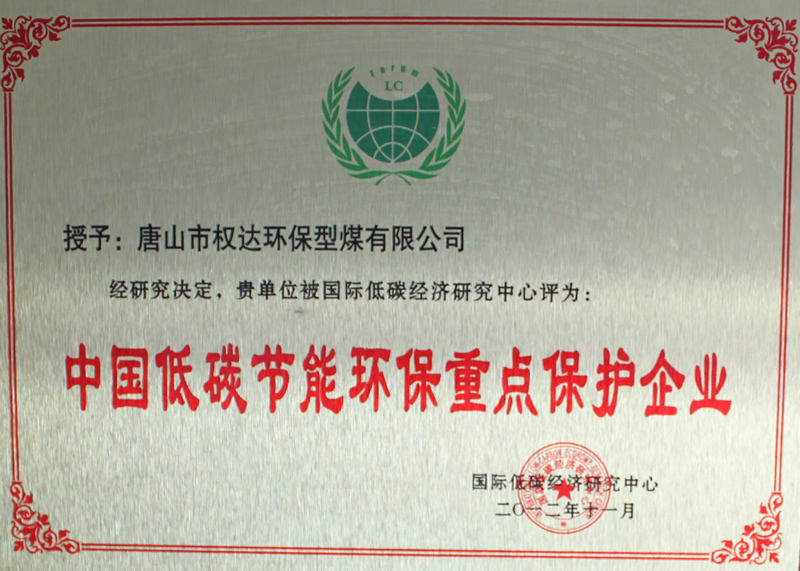 Forum
LC
授予：唐山市权达环保型煤有限公司
经研究决定，贵单位被国际低碳经济研究中心评为：
中国低碳节能环保重点保护企业
国际低碳经济研究中心
二〇一二年十一月